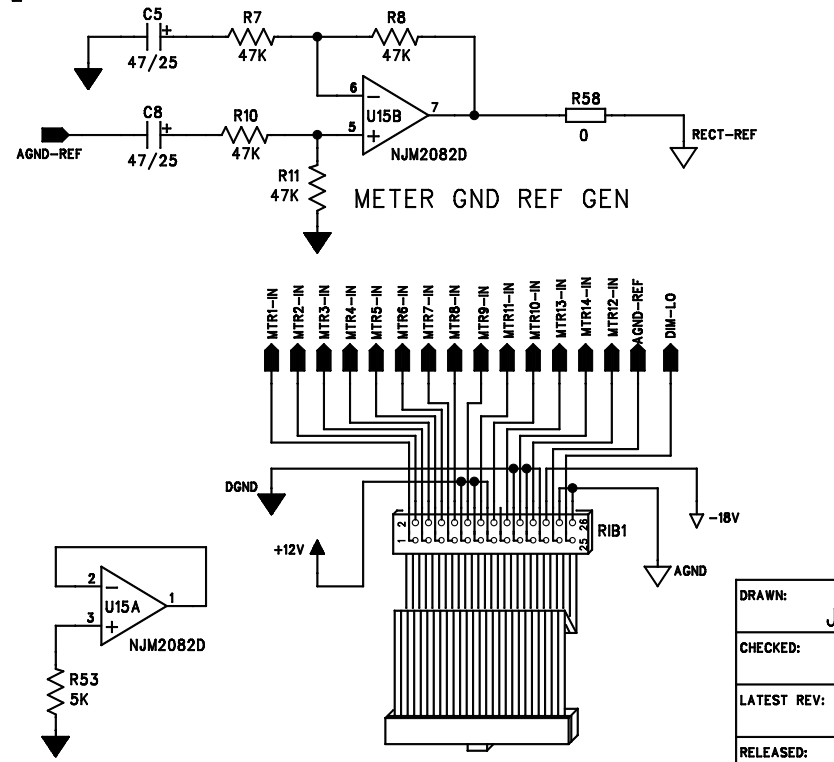 C5
+
47/25
R7
47K
R8
47K
6
-
U15B
7
5
+
NJM2082D
AGND-REF
C8
+
47/25
R10
47K
R11
47K
R58
0
RECT-REF
METER GND REF GEN
MTR1-IN
MTR2-IN
MTR3-IN
MTR4-IN
MTR5-IN
MTR6-IN
MTR7-IN
MTR8-IN
MTR9-IN
MTR11-IN
MTR10-IN
MTR13-IN
MTR14-IN
MTR12-IN
AGND-REF
DIM-LO
DGND
+12V
-18V
AGND
2
26
1
25
RIB1
2
-
U15A
1
3
+
NJM2082D
R53
5K
DRAWN:
J
CHECKED:
LATEST REV:
RELEASED: